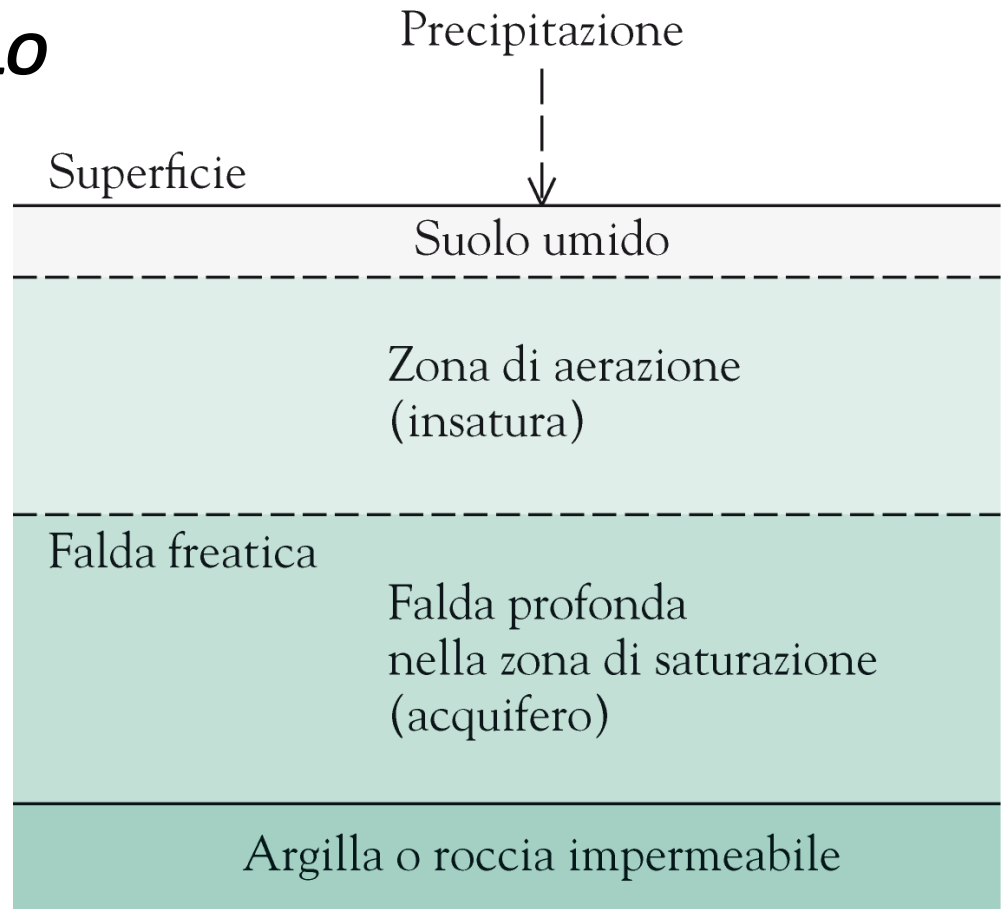 LO
Precipitazione
Superficie
Suolo umido
Zona di aerazione
(insatura)
Falda freatica
Falda profonda
nella zona di saturazione
(acquifero)
Argilla o roccia impermeabile